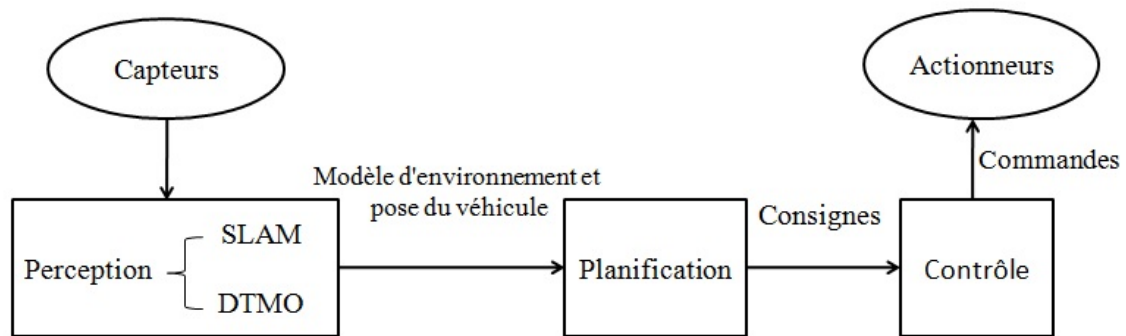 Capteurs
Actionneurs
Commandes
Modèle d'environnement et
pose du véhicule
Consignes
Perception
SLAM
DTMO
Planification
Contrôle